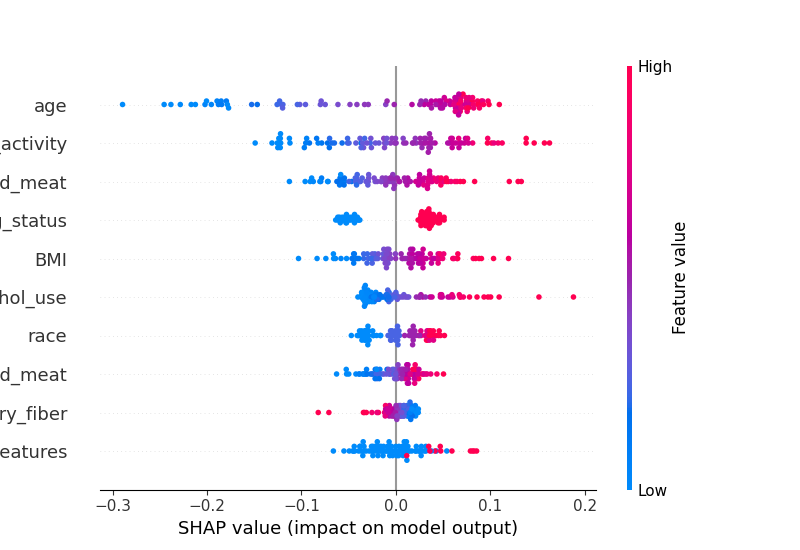 High
age
_activity
d_meat
g_status
BMI
hol_use
race
d_meat
ry_fiber
eatures
Low
Feature value
−0.3 −0.2 −0.1 0.0 0.1 0.2
SHAP value (impact on model output)